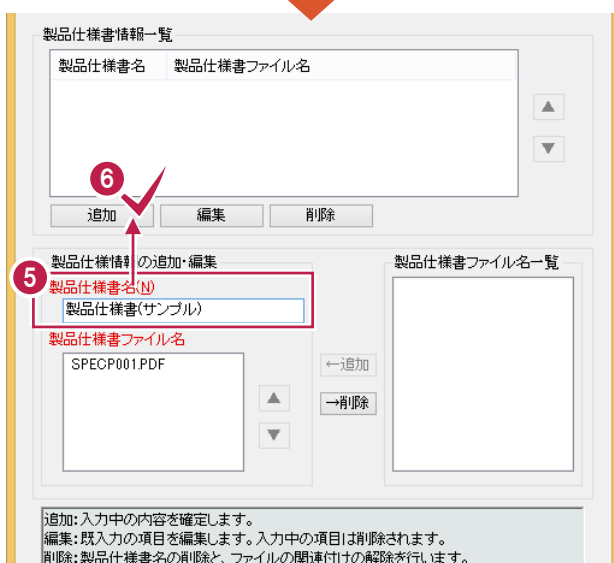 製品仕様書情報一覧
製品仕様書名 製品仕様書ファイル名
▲
▼
6
追加 編集 削除
製品仕様情報の追加・編集 製品仕様書ファイル名一覧
5
製品仕様書名(N)
製品仕様書(サンプル)
製品仕様書ファイル名
SPECP001.PDF
←追加
▲
→削除
▼
追加:入力中の内容を確定します。
編集:既入力の項目を編集します。入力中の項目は削除されます。
削除:製品仕様書名の削除と、ファイルの関連付けの解除を行います。